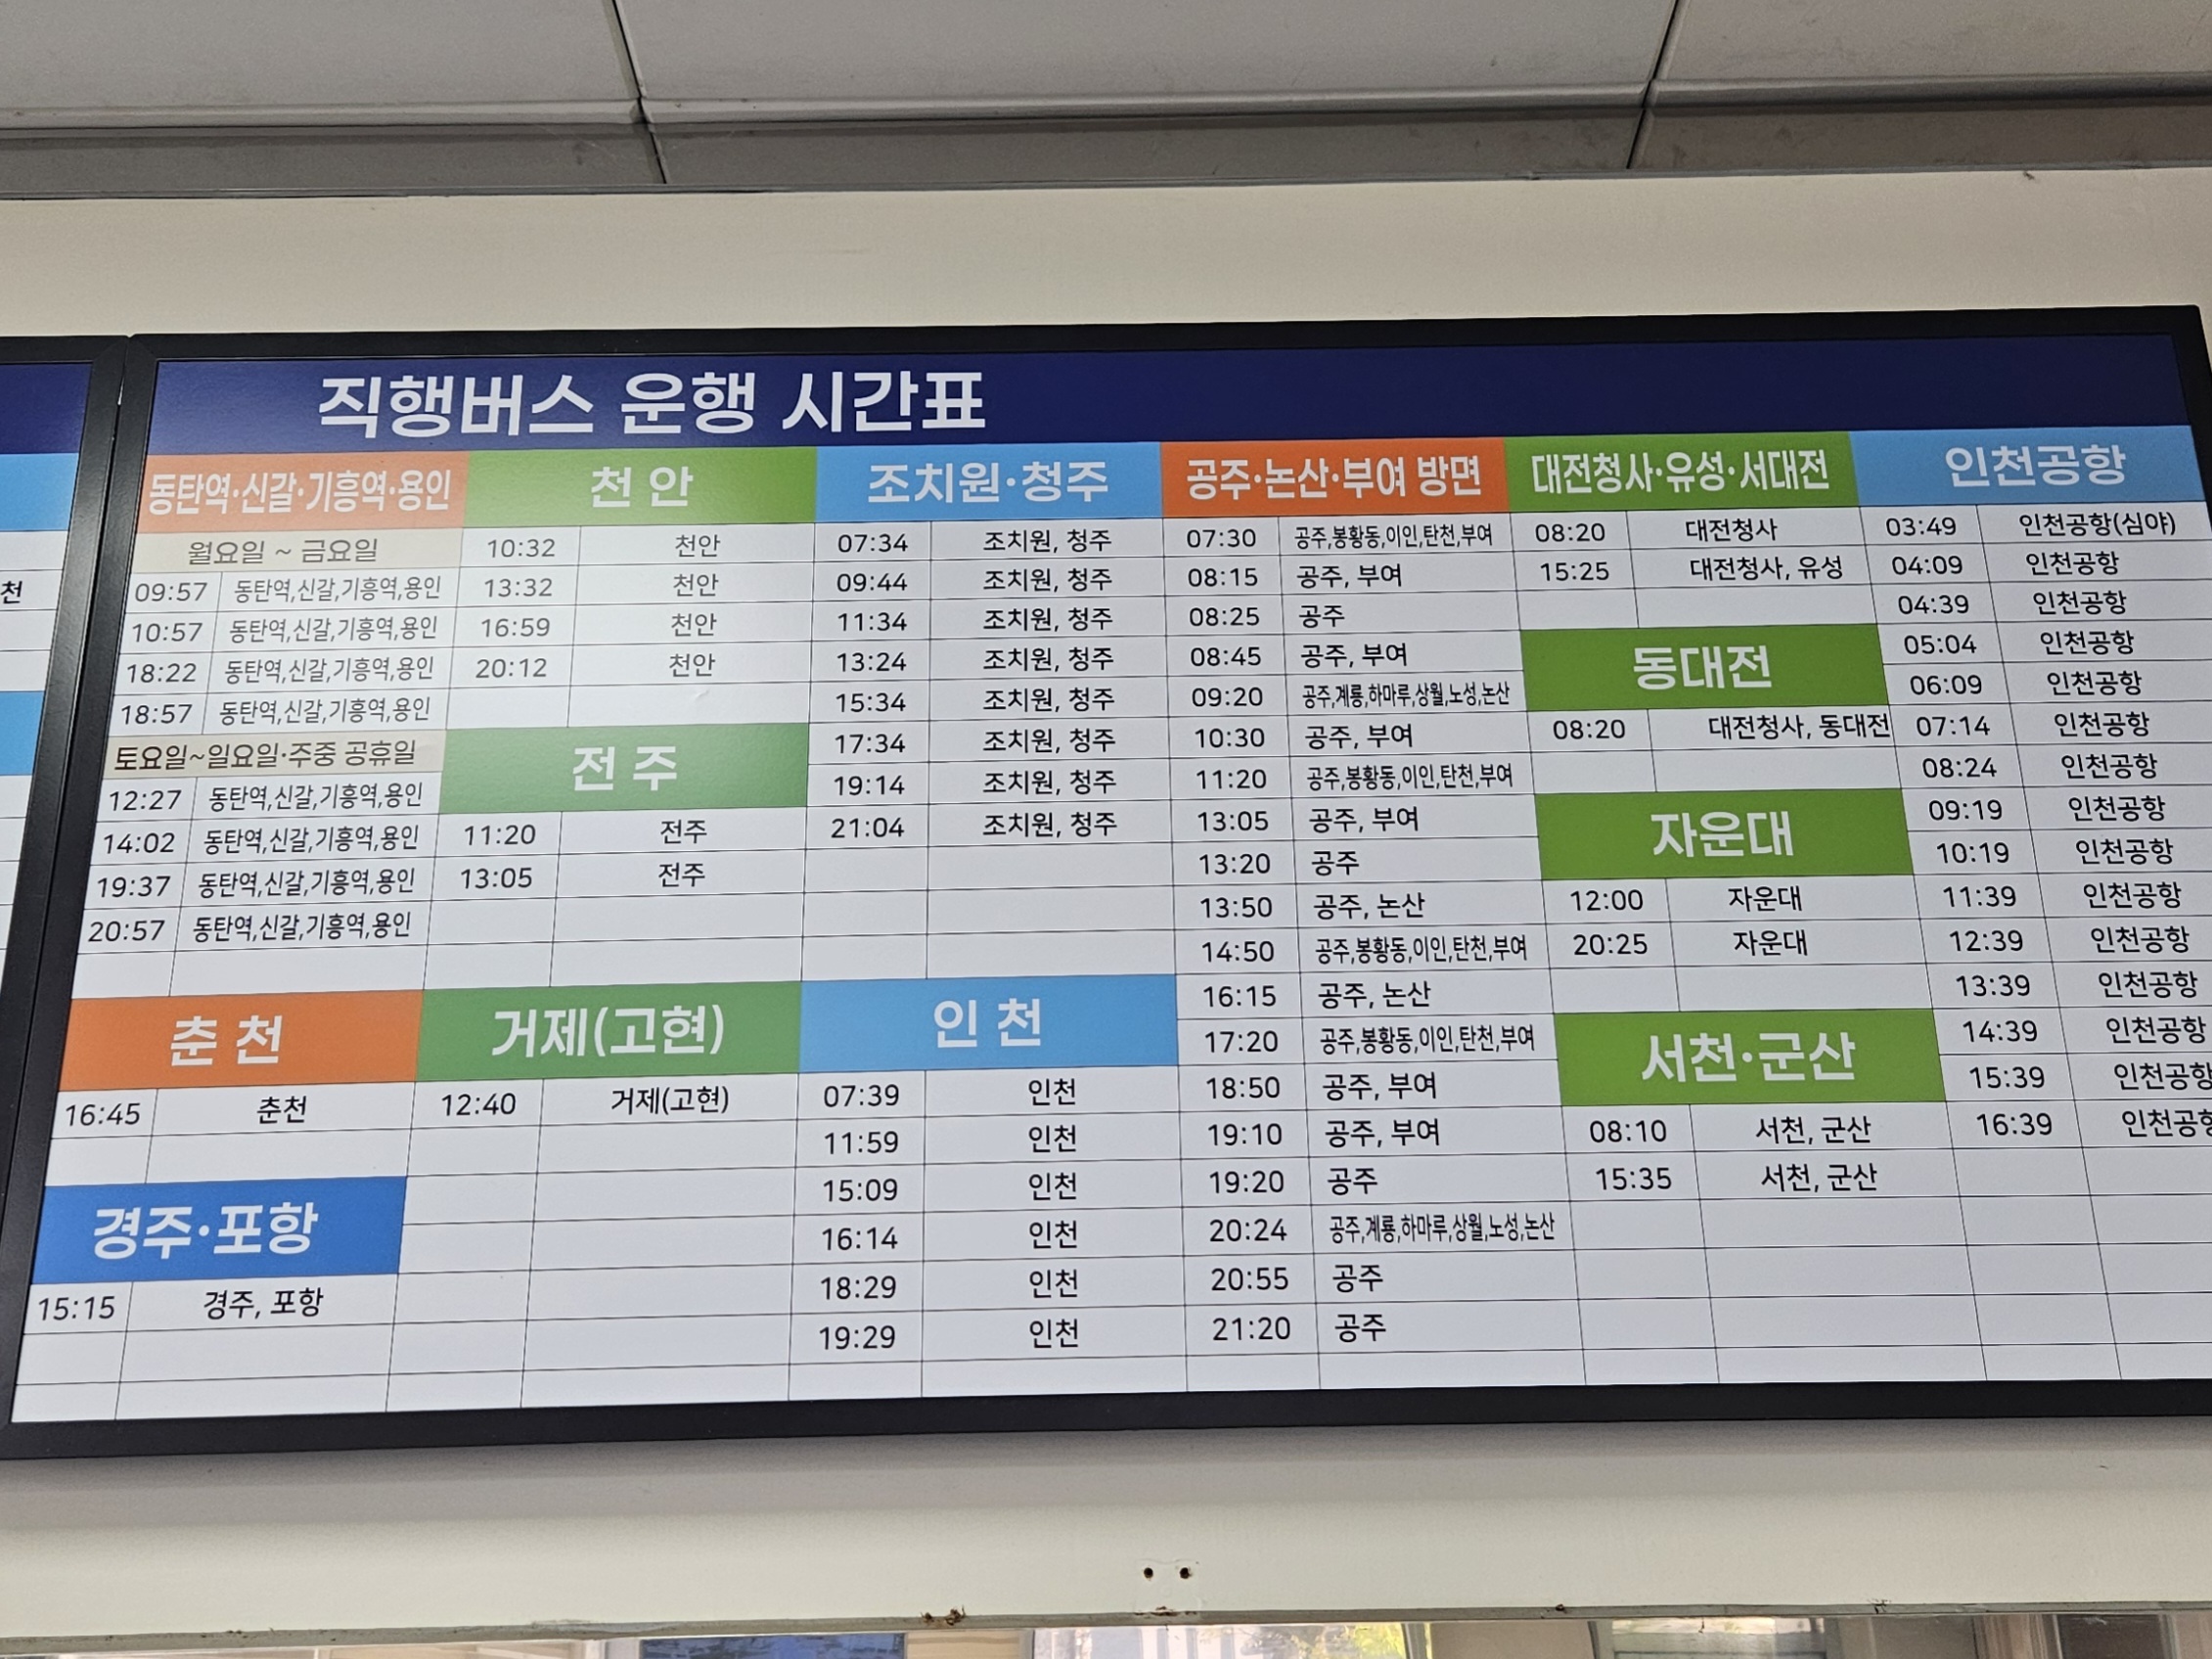 천
직행버스 운행 시간표
동탄역·신갈·기흥역·용인
월요일 ~ 금요일
09:57 동탄역,신갈,기흥역,용인
10:57 동탄역,신갈,기흥역,용인
18:22 동탄역,신갈,기흥역,용인
18:57 동탄역,신갈,기흥역,용인
토요일~일요일·주중 공휴일
12:27 동탄역,신갈,기흥역,용인
14:02 동탄역,신갈,기흥역,용인
19:37 동탄역,신갈,기흥역,용인
20:57 동탄역,신갈,기흥역,용인
춘 천
16:45 춘천
경주·포항
15:15 경주, 포항
천 안
10:32 천안
13:32 천안
16:59 천안
20:12 천안
전 주
11:20 전주
13:05 전주
거제(고현)
12:40 거제(고현)
조치원·청주
07:34 조치원, 청주
09:44 조치원, 청주
11:34 조치원, 청주
13:24 조치원, 청주
15:34 조치원, 청주
17:34 조치원, 청주
19:14 조치원, 청주
21:04 조치원, 청주
인 천
07:39 인천
11:59 인천
15:09 인천
16:14 인천
18:29 인천
19:29 인천
공주·논산·부여 방면
07:30 공주,봉황동,이인,탄천,부여
08:15 공주, 부여
08:25 공주
08:45 공주, 부여
09:20 공주,계룡,하마루,상월,노성,논산
10:30 공주, 부여
11:20 공주,봉황동,이인,탄천,부여
13:05 공주, 부여
13:20 공주
13:50 공주, 논산
14:50 공주,봉황동,이인,탄천,부여
16:15 공주, 논산
17:20 공주,봉황동,이인,탄천,부여
18:50 공주, 부여
19:10 공주, 부여
19:20 공주
20:24 공주,계룡,하마루,상월,노성,논산
20:55 공주
21:20 공주
대전청사·유성·서대전
08:20 대전청사
15:25 대전청사, 유성
동대전
08:20 대전청사, 동대전
자운대
12:00 자운대
20:25 자운대
서천·군산
08:10 서천, 군산
15:35 서천, 군산
인천공항
03:49 인천공항(심야)
04:09 인천공항
04:39 인천공항
05:04 인천공항
06:09 인천공항
07:14 인천공항
08:24 인천공항
09:19 인천공항
10:19 인천공항
11:39 인천공항
12:39 인천공항
13:39 인천공항
14:39 인천공항
15:39 인천공항
16:39 인천공항